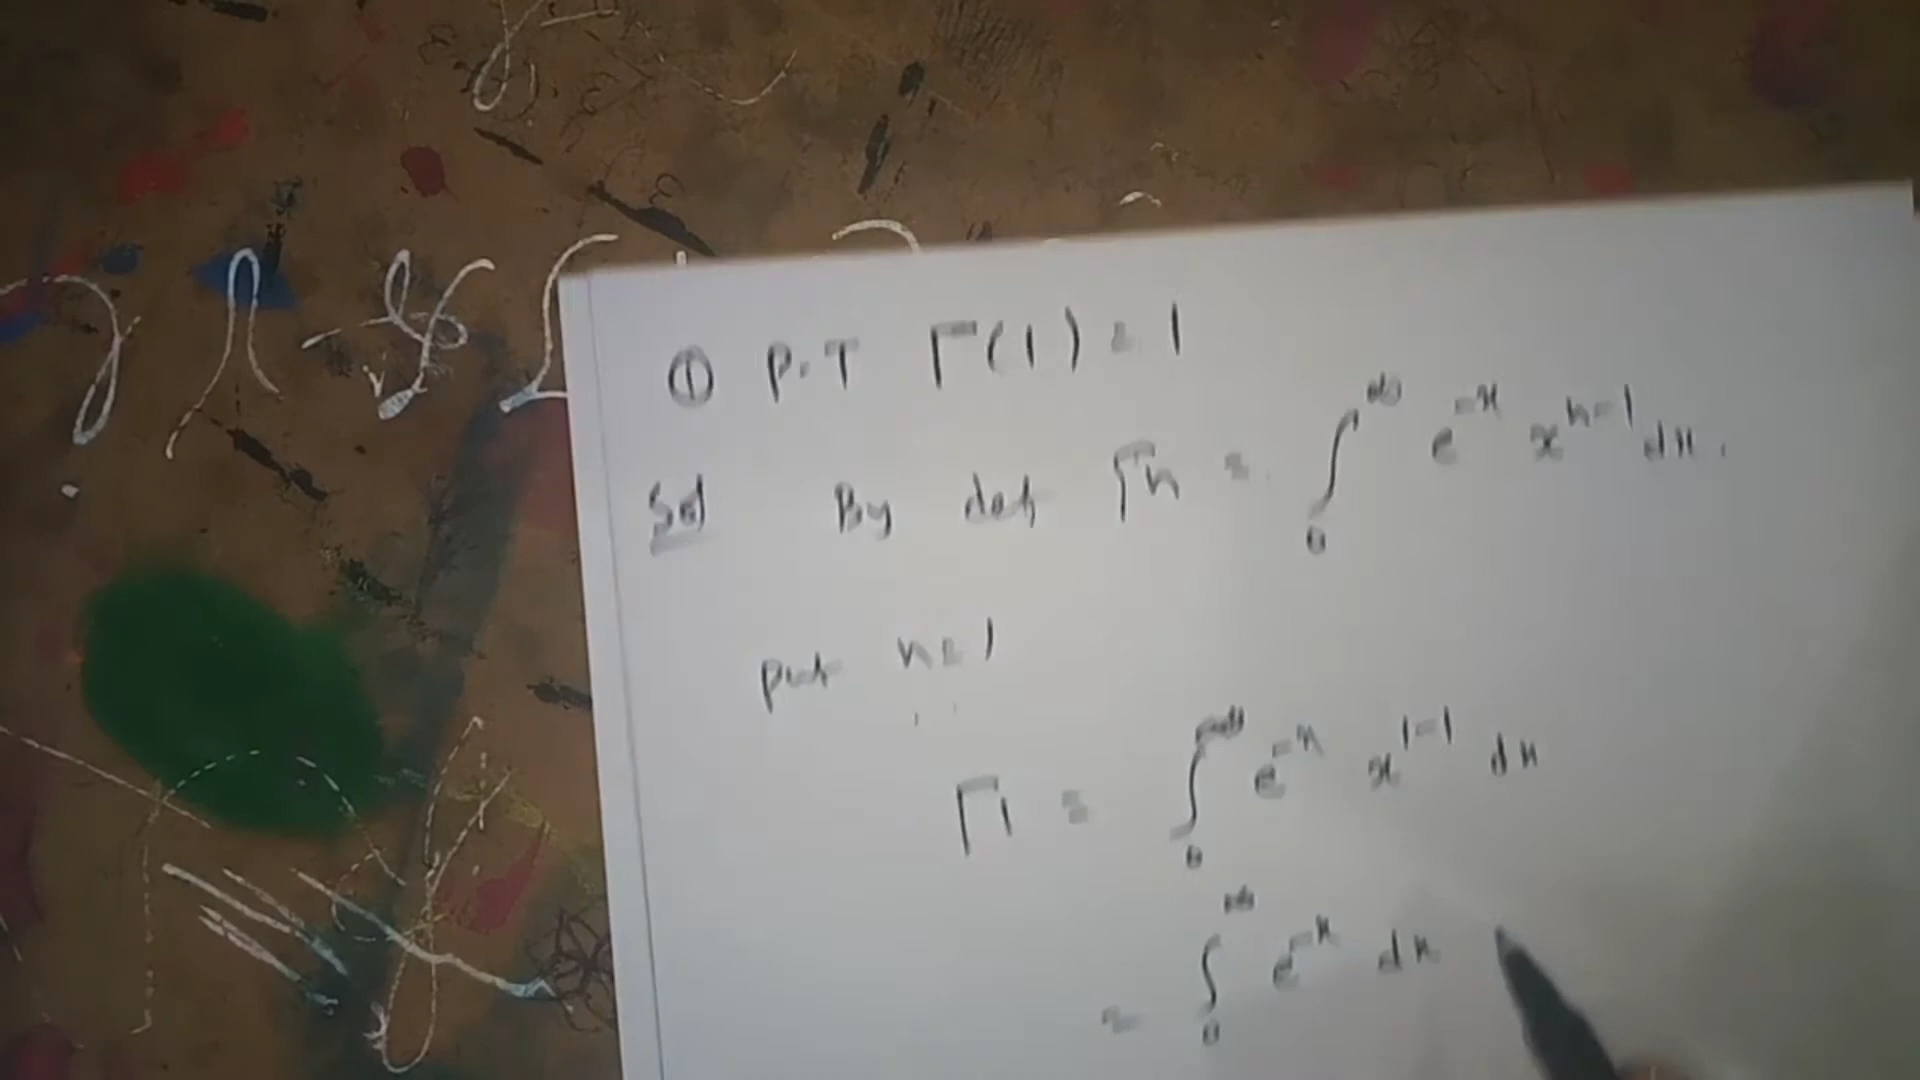 ① P.T Γ(1) = 1
Sol By def Γn = ∫₀^∞ e^{-x} x^{n-1} dx.
put n=1
Γ1 = ∫₀^∞ e^{-x} x^{1-1} dx
= ∫₀^∞ e^{-x} dx